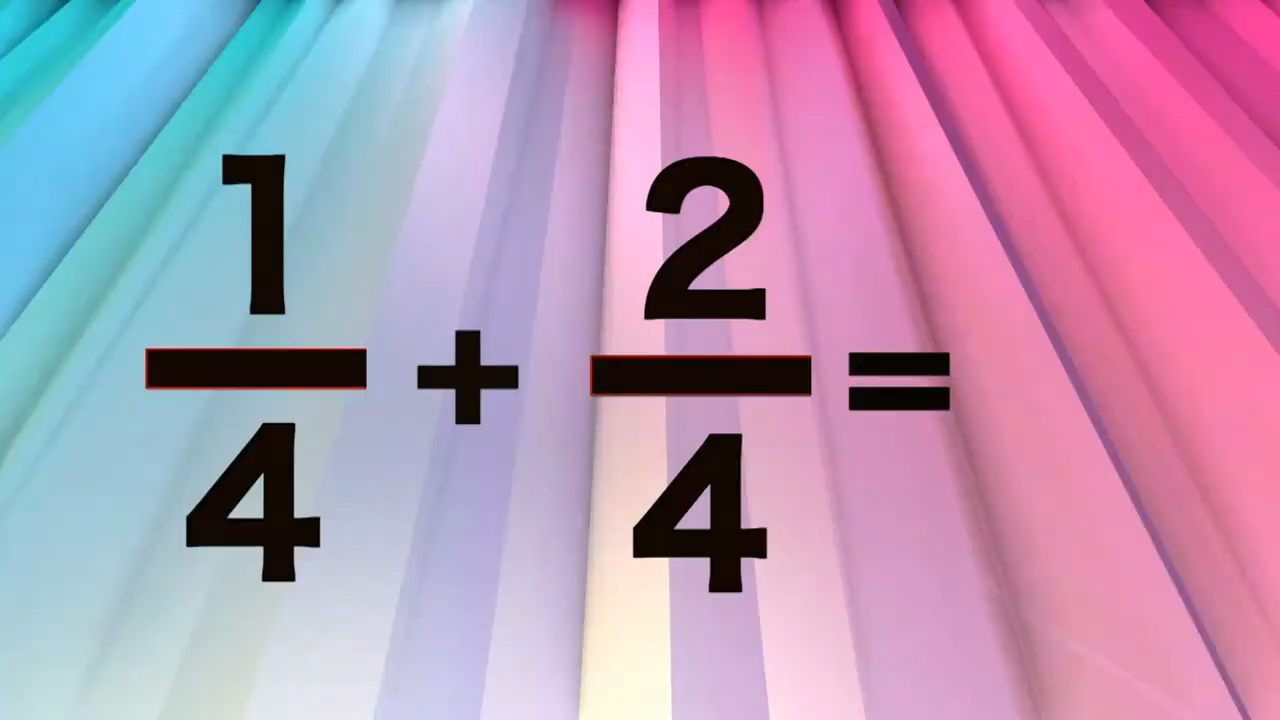 1/4 + 2/4 =